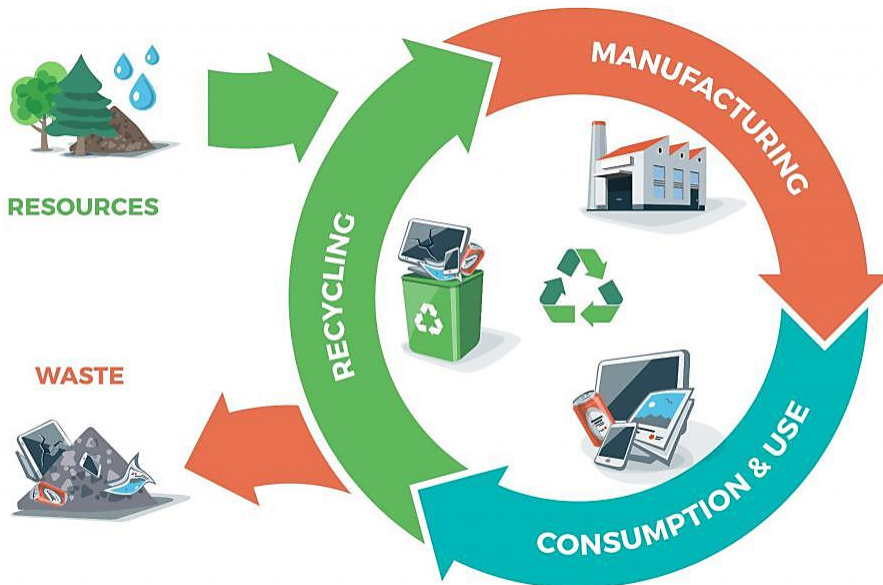 MANUFACTURING
RESOURCES
RECYCLING
WASTE
CONSUMPTION & USE